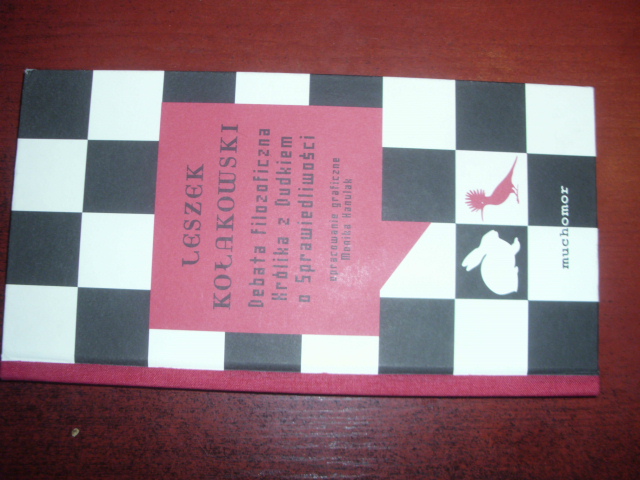 LESZEK
KOŁAKOWSKI
Debata filozoficzna
Królika z Dudkiem
o Sprawiedliwości
opracowanie graficzne
Monika Hanulak
muchomor